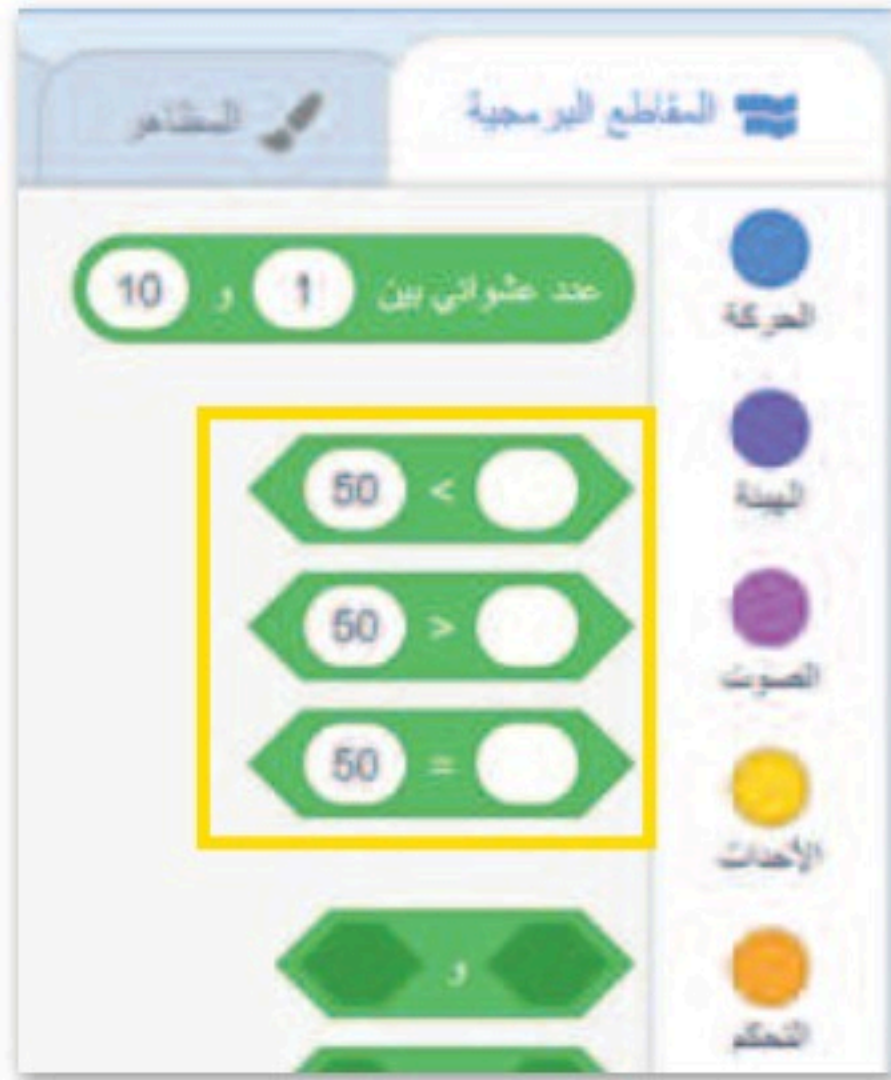 المقاطع البرمجية
المظاهر
الحركة
الهيئة
الصوت
الأحداث
التحكم
عدد عشوائي بين 1 و 10
< 50
> 50
= 50
و